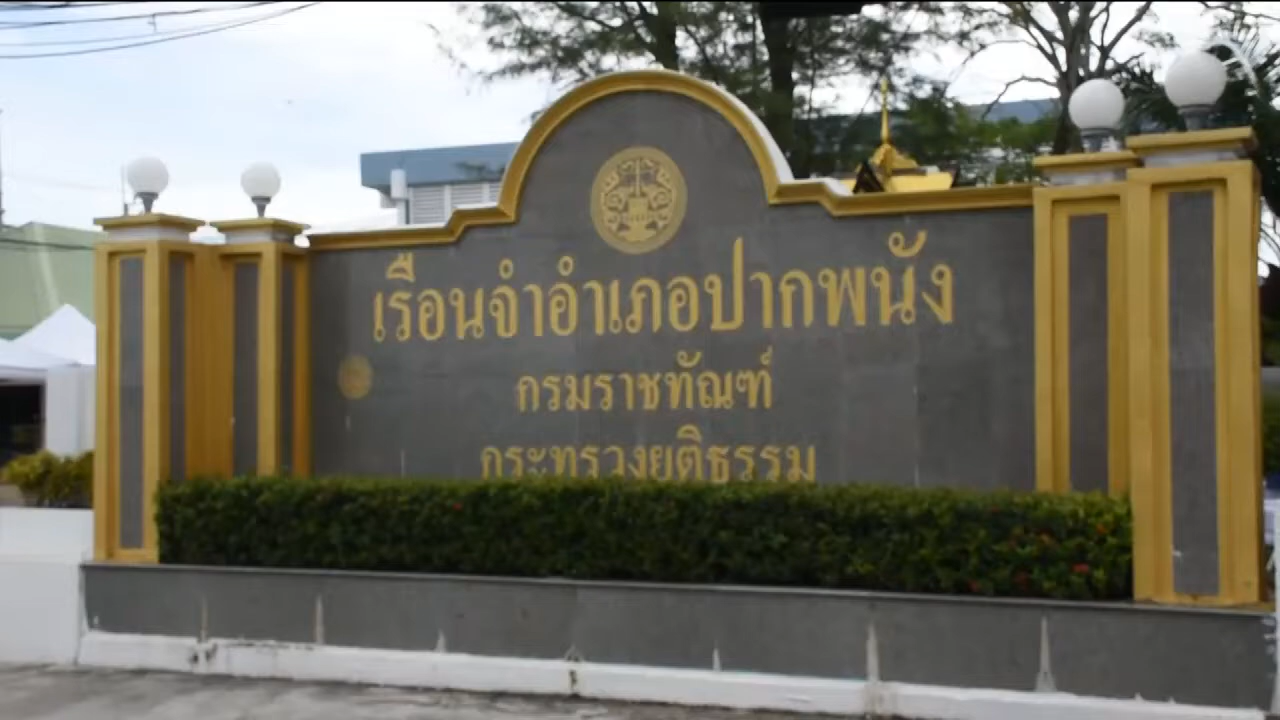 เรือนจำอำเภอปากพนัง
กรมราชทัณฑ์
กระทรวงยุติธรรม